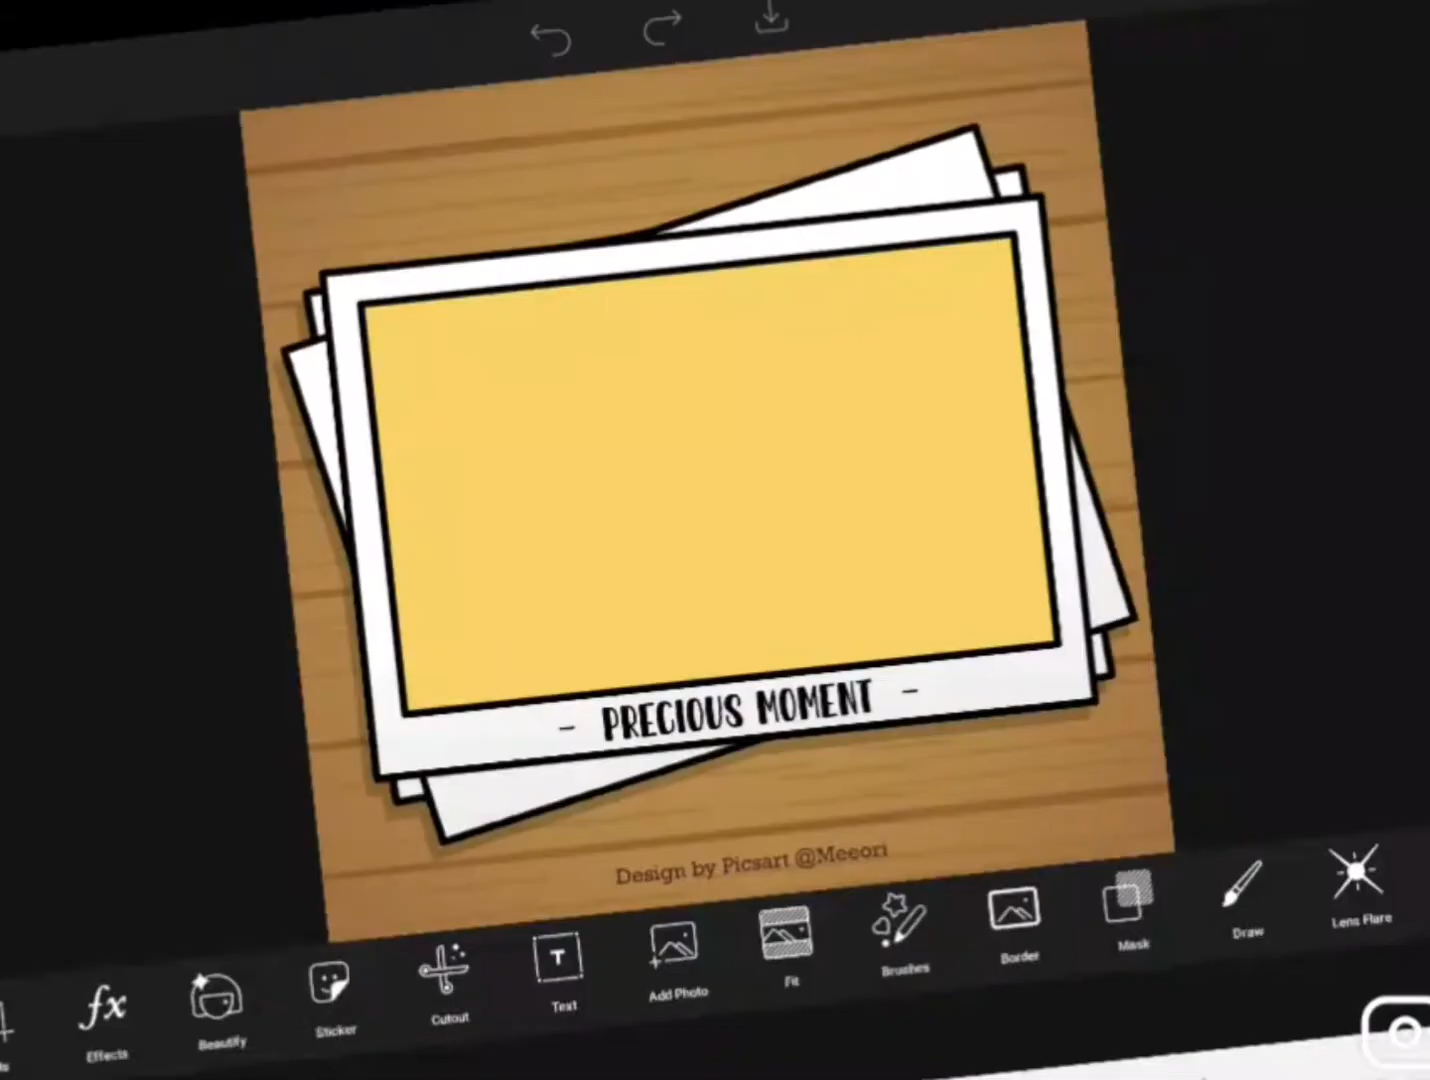 - PRECIOUS MOMENT -
Design by Picsart @Meeori
fx
Effects
Beautify
Sticker
Cutout
T
Text
Add Photo
Fit
Brushes
Border
Mask
Draw
Lens Flare